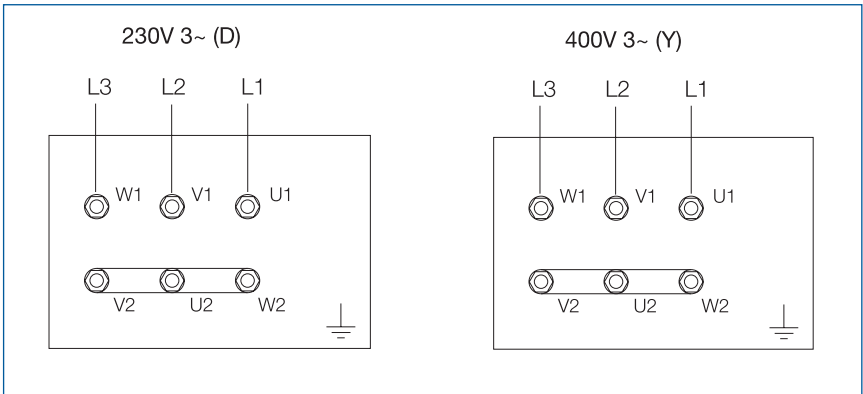 230V 3~ (D)
400V 3~ (Y)
L3 L2 L1
L3 L2 L1
W1 V1 U1
W1 V1 U1
V2 U2 W2
V2 U2 W2